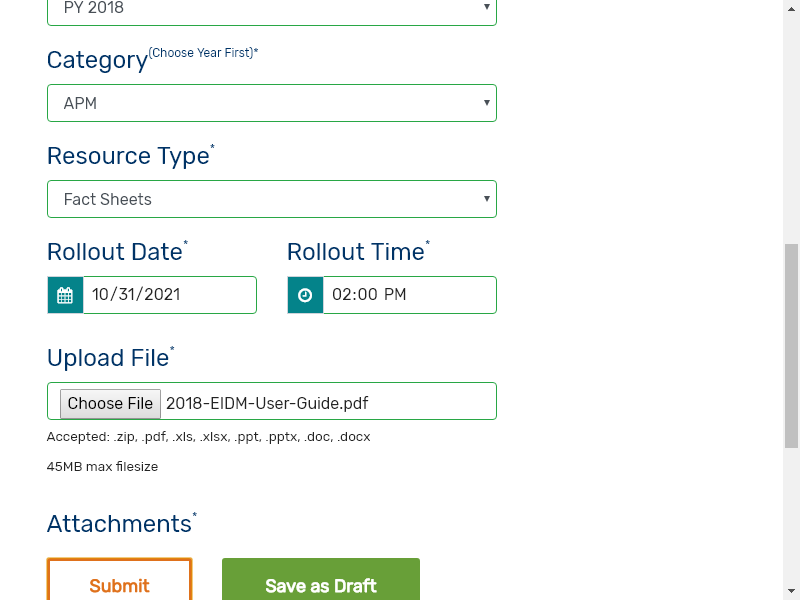 PY 2018
Category(Choose Year First)*
APM
Resource Type*
Fact Sheets
Rollout Date* Rollout Time*
10/31/2021 02:00 PM
Upload File*
Choose File 2018-EIDM-User-Guide.pdf
Accepted: .zip, .pdf, .xls, .xlsx, .ppt, .pptx, .doc, .docx
45MB max filesize
Attachments*
Submit Save as Draft